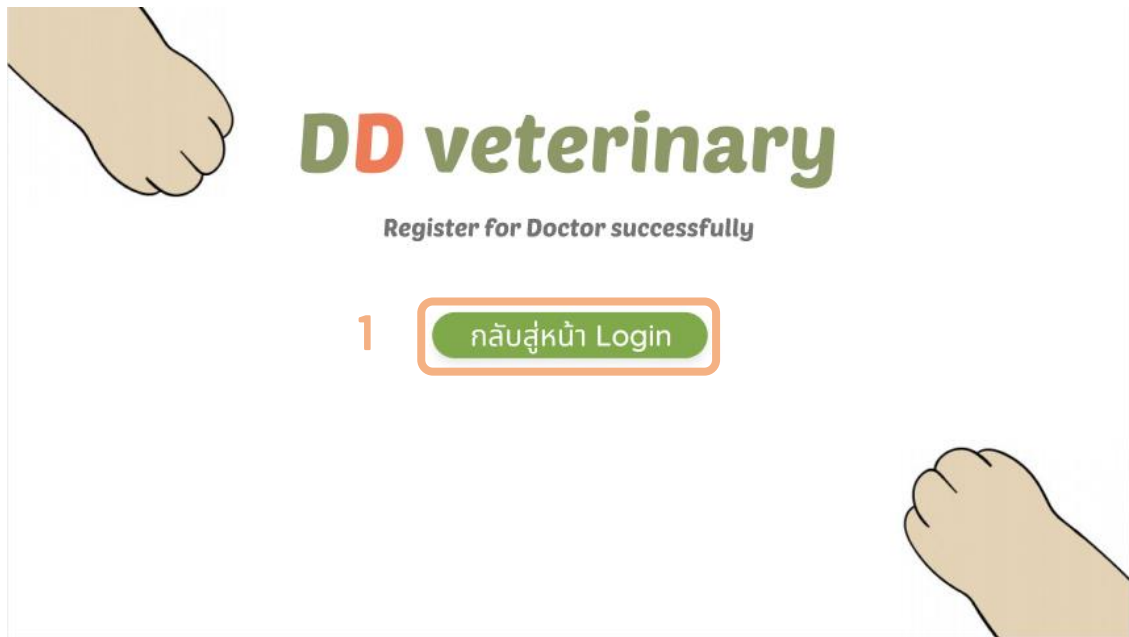 DD veterinary
Register for Doctor successfully
1 กลับสู่หน้า Login